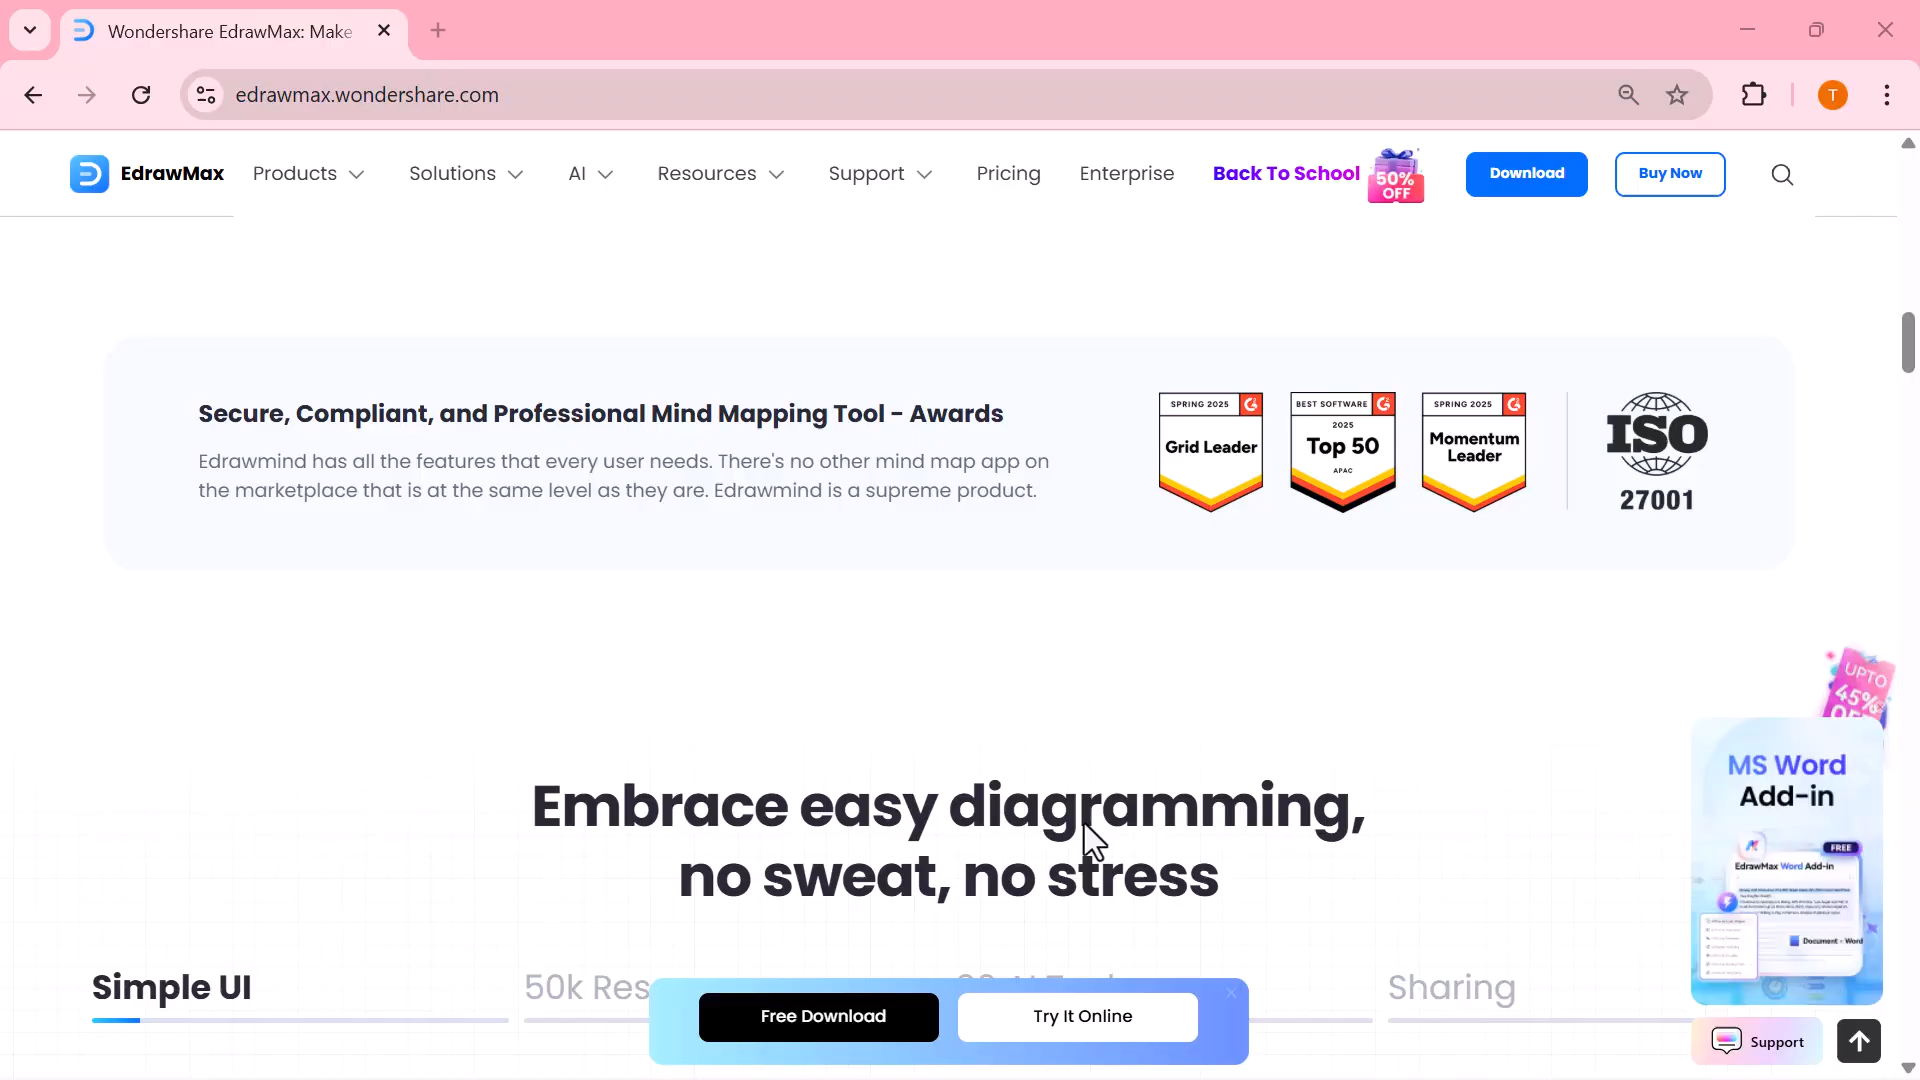 Wondershare EdrawMax: Make
edrawmax.wondershare.com
T
EdrawMax
Products
Solutions
AI
Resources
Support
Pricing
Enterprise
Back To School
50%
OFF
Download
Buy Now
Secure, Compliant, and Professional Mind Mapping Tool - Awards
Edrawmind has all the features that every user needs. There's no other mind map app on
the marketplace that is at the same level as they are. Edrawmind is a supreme product.
SPRING 2025
Grid Leader
BEST SOFTWARE
2025
Top 50
APAC
SPRING 2025
Momentum
Leader
ISO
27001
UPTO
45%
MS Word
Add-in
FREE
EdrawMax Word Add-in
Document - Word
Embrace easy diagramming,
no sweat, no stress
Simple UI
50k Res
Sharing
Free Download
Try It Online
Support